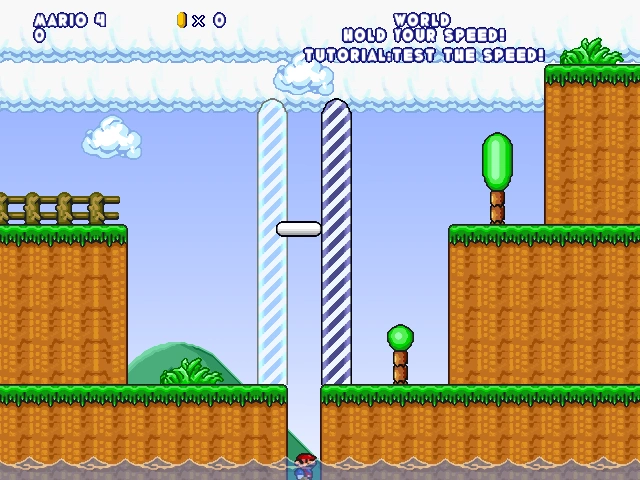 MARIO 4
0
× 0
WORLD
HOLD YOUR SPEED!
TUTORIAL:TEST THE SPEED!